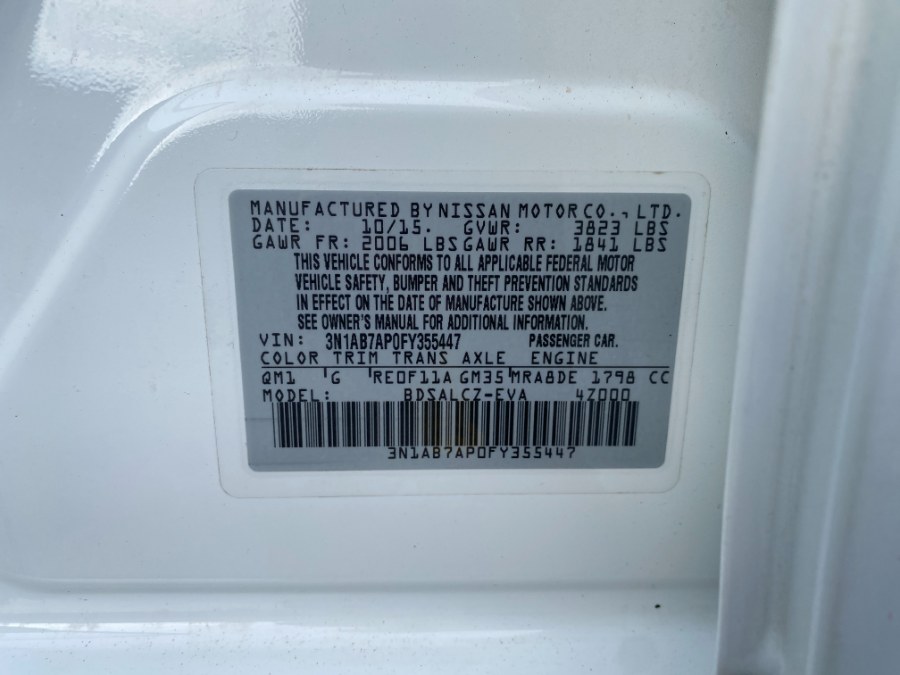 MANUFACTURED BY NISSAN MOTOR CO., LTD.
DATE: 10/15. GVWR: 3823 LBS
GAWR FR: 2006 LBS GAWR RR: 1841 LBS
THIS VEHICLE CONFORMS TO ALL APPLICABLE FEDERAL MOTOR
VEHICLE SAFETY, BUMPER AND THEFT PREVENTION STANDARDS
IN EFFECT ON THE DATE OF MANUFACTURE SHOWN ABOVE.
SEE OWNER'S MANUAL FOR ADDITIONAL INFORMATION.
VIN: 3N1AB7AP0FY355447 PASSENGER CAR.
COLOR TRIM TRANS AXLE ENGINE
QM1 'G RE0F11A GM35 MRA8DE 1798 CC
MODEL: BDSALCZ-EVA 4Z000
3N1AB7AP0FY355447